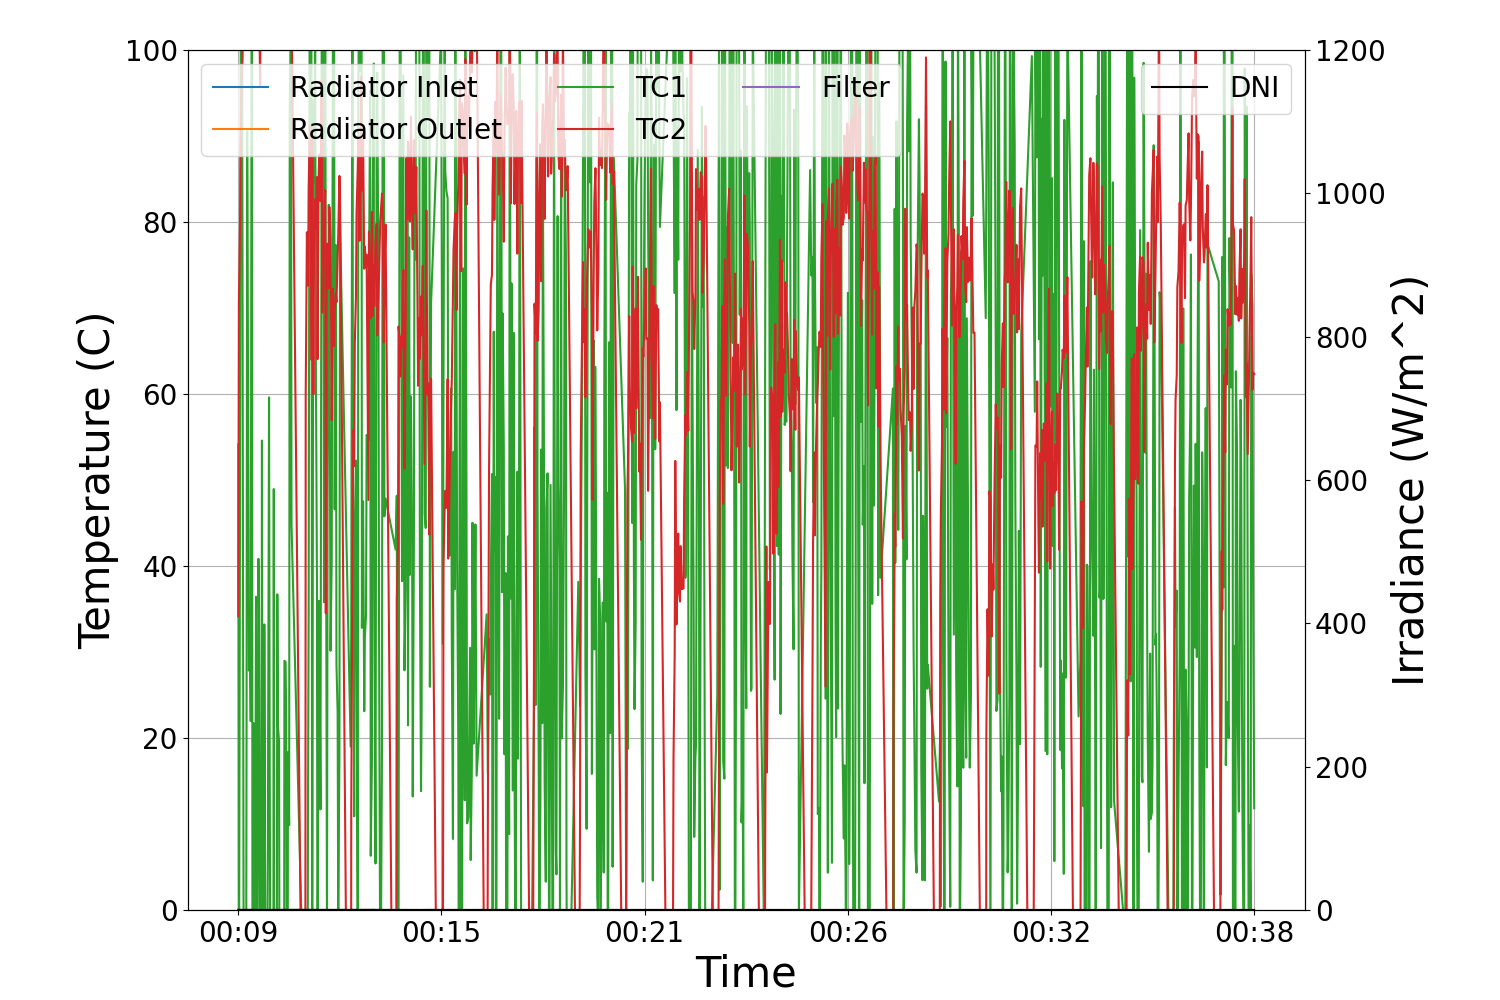 100
80
60
40
20
0
Temperature (C)
Radiator Inlet
Radiator Outlet
TC1
TC2
Filter
DNI
1200
1000
800
600
400
200
0
Irradiance (W/m^2)
00:09 00:15 00:21 00:26 00:32 00:38
Time